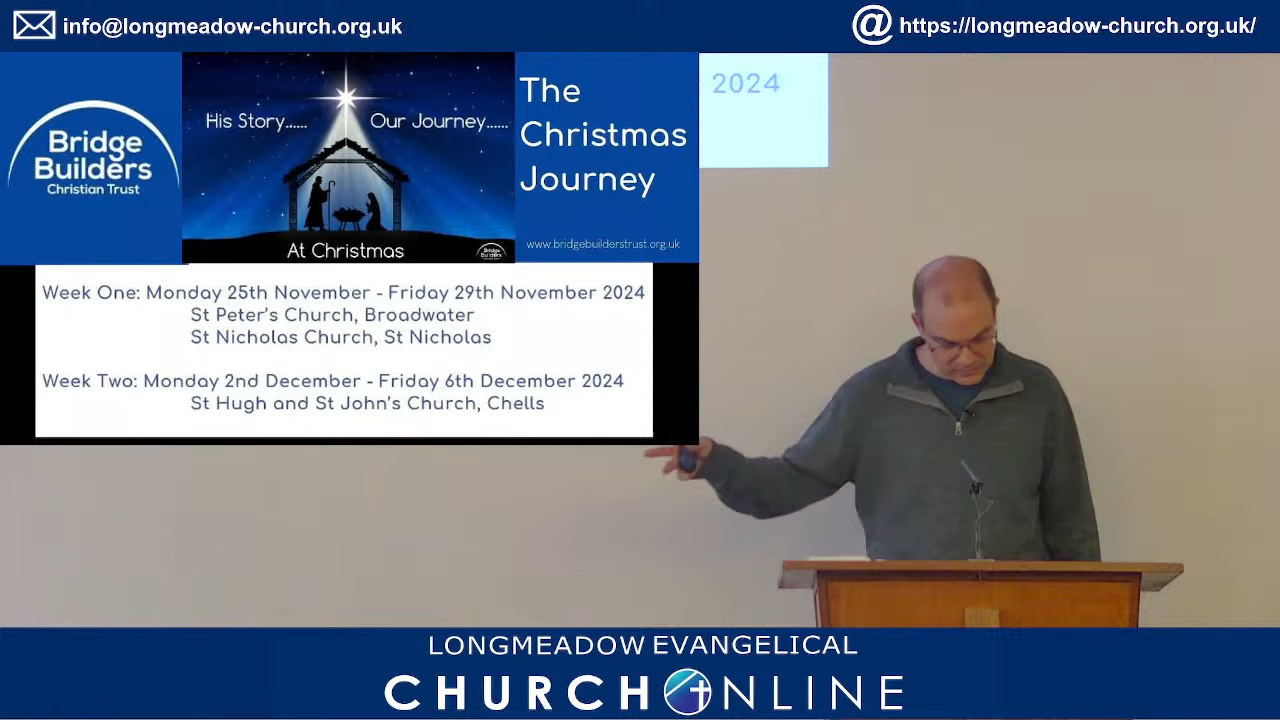 info@longmeadow-church.org.uk
https://longmeadow-church.org.uk/
Bridge
Builders
Christian Trust
His Story......
Our Journey......
At Christmas
Bridge
Builders
The
Christmas
Journey
www.bridgebuilderstrust.org.uk
2024
Week One: Monday 25th November - Friday 29th November 2024
St Peter's Church, Broadwater
St Nicholas Church, St Nicholas
Week Two: Monday 2nd December - Friday 6th December 2024
St Hugh and St John's Church, Chells
LONGMEADOW EVANGELICAL
CHURCH ONLINE